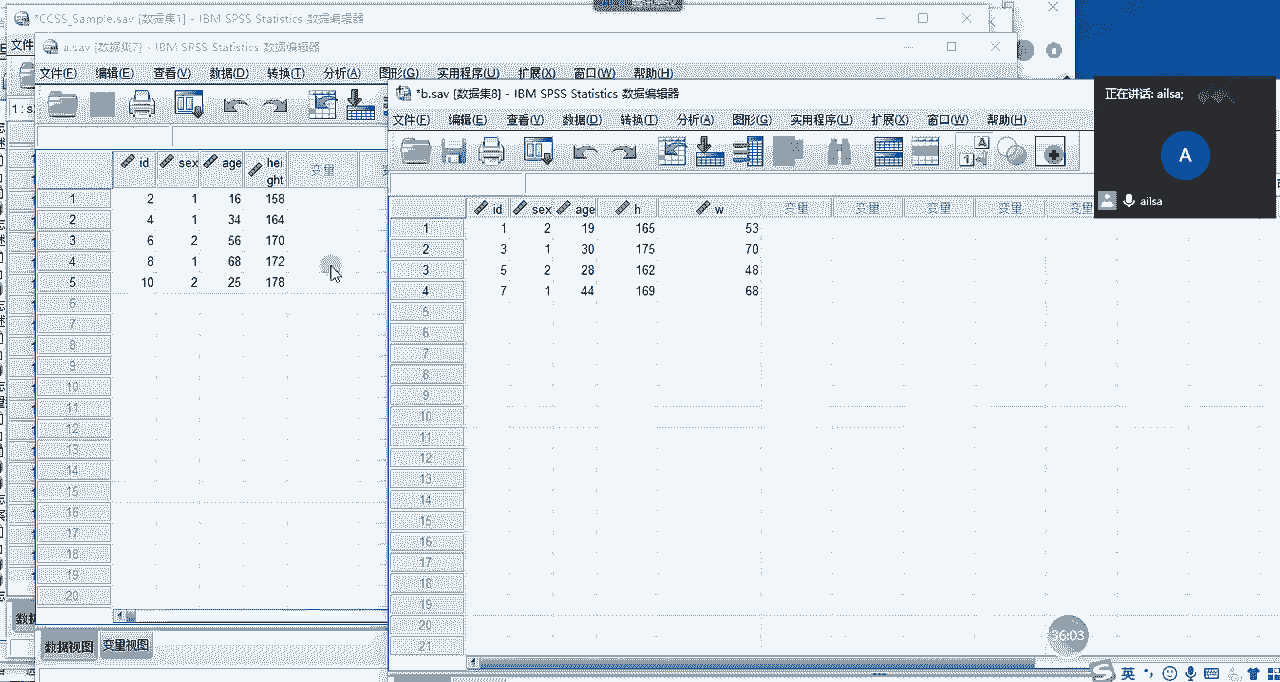 *CCSS_Sample.sav [数据集1] - IBM SPSS Statistics 数据编辑器
a.sav [数据集7] - IBM SPSS Statistics 数据编辑器
文件(F) 编辑(E) 查看(V) 数据(D) 转换(T) 分析(A) 图形(G) 实用程序(U) 扩展(X) 窗口(W) 帮助(H)
id sex age height 变量
1 2 1 16 158
2 4 1 34 164
3 6 2 56 170
4 8 1 68 172
5 10 2 25 178
6
7
8
9
10
11
12
13
14
15
16
17
18
19
20
数据视图 变量视图
*b.sav [数据集8] - IBM SPSS Statistics 数据编辑器
文件(F) 编辑(E) 查看(V) 数据(D) 转换(T) 分析(A) 图形(G) 实用程序(U) 扩展(X) 窗口(W) 帮助(H)
id sex age h w 变量 变量 变量 变量 变量
1 1 2 19 165 53
2 3 1 30 175 70
3 5 2 28 162 48
4 7 1 44 169 68
5
6
7
8
9
10
11
12
13
14
15
16
17
18
19
20
21
正在讲话: ailsa;
A
ailsa
56:03
英